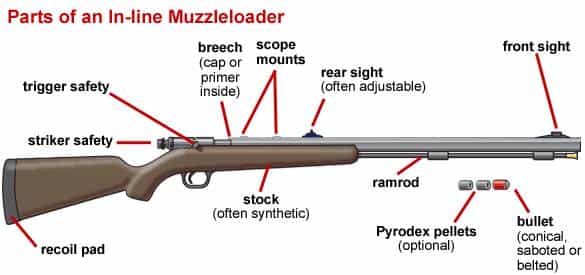 Parts of an In-line Muzzleloader
breech
(cap or
primer
inside)
scope
mounts
front sight
rear sight
(often adjustable)
trigger safety
striker safety
stock
(often synthetic)
ramrod
recoil pad
Pyrodex pellets
(optional)
bullet
(conical,
saboted or
belted)